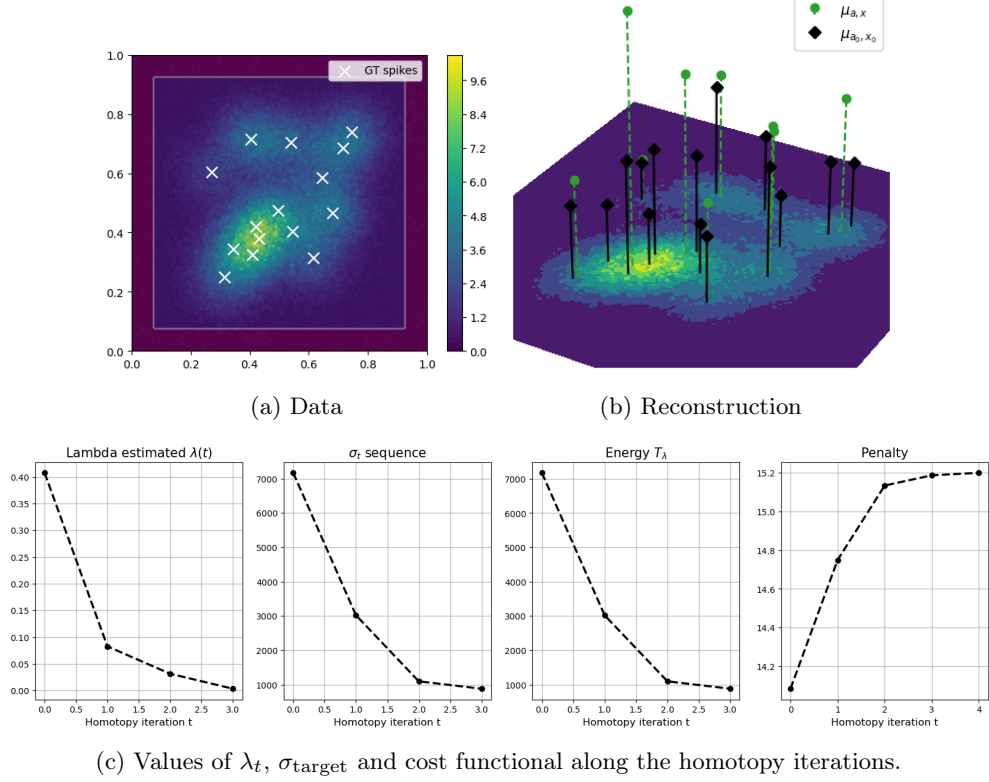 1.0
0.8
0.6
0.4
0.2
0.0
0.0 0.2 0.4 0.6 0.8 1.0
GT spikes
9.6
8.4
7.2
6.0
4.8
3.6
2.4
1.2
0.0
μ_{a,x}
μ_{a₀,x₀}
(a) Data
(b) Reconstruction
Lambda estimated λ(t)
0.40
0.35
0.30
0.25
0.20
0.15
0.10
0.05
0.00
0.0 0.5 1.0 1.5 2.0 2.5 3.0
Homotopy iteration t
σ_t sequence
7000
6000
5000
4000
3000
2000
1000
0.0 0.5 1.0 1.5 2.0 2.5 3.0
Homotopy iteration t
Energy T_λ
7000
6000
5000
4000
3000
2000
1000
0.0 0.5 1.0 1.5 2.0 2.5 3.0
Homotopy iteration t
Penalty
15.2
15.0
14.8
14.6
14.4
14.2
0 1 2 3 4
Homotopy iteration t
(c) Values of λ_t, σ_target and cost functional along the homotopy iterations.